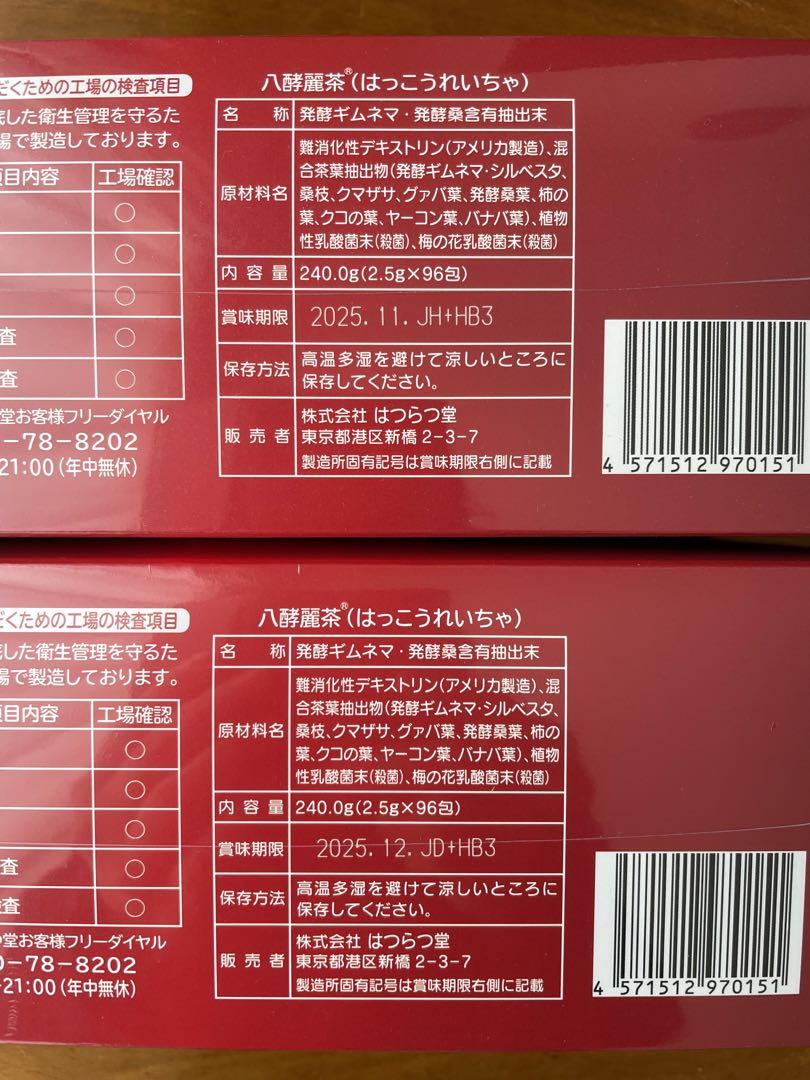 だくための工場の検査項目
底した衛生管理を守るた
場で製造しております。
項目内容 工場確認
○
○
○
査 ○
査 ○
堂お客様フリーダイヤル
-78-8202
21:00(年中無休)
八酵麗茶®(はっこうれいちゃ)
名 称 発酵ギムネマ・発酵桑含有抽出末
原材料名 難消化性デキストリン(アメリカ製造)、混
合茶葉抽出物(発酵ギムネマ・シルベスタ、
桑枝、クマザサ、グァバ葉、発酵桑葉、柿の
葉、クコの葉、ヤーコン葉、バナバ葉)、植物
性乳酸菌末(殺菌)、梅の花乳酸菌末(殺菌)
内容量 240.0g(2.5g×96包)
賞味期限 2025.11.JH+HB3
保存方法 高温多湿を避けて涼しいところに
保存してください。
販売者 株式会社 はつらつ堂
東京都港区新橋2-3-7
製造所固有記号は賞味期限右側に記載
4 571512 970151
だくための工場の検査項目
底した衛生管理を守るた
場で製造しております。
項目内容 工場確認
○
○
○
査 ○
査 ○
堂お客様フリーダイヤル
0-78-8202
21:00(年中無休)
八酵麗茶®(はっこうれいちゃ)
名 称 発酵ギムネマ・発酵桑含有抽出末
原材料名 難消化性デキストリン(アメリカ製造)、混
合茶葉抽出物(発酵ギムネマ・シルベスタ、
桑枝、クマザサ、グァバ葉、発酵桑葉、柿の
葉、クコの葉、ヤーコン葉、バナバ葉)、植物
性乳酸菌末(殺菌)、梅の花乳酸菌末(殺菌)
内容量 240.0g(2.5g×96包)
賞味期限 2025.12.JD+HB3
保存方法 高温多湿を避けて涼しいところに
保存してください。
販売者 株式会社 はつらつ堂
東京都港区新橋2-3-7
製造所固有記号は賞味期限右側に記載
4 571512 970151